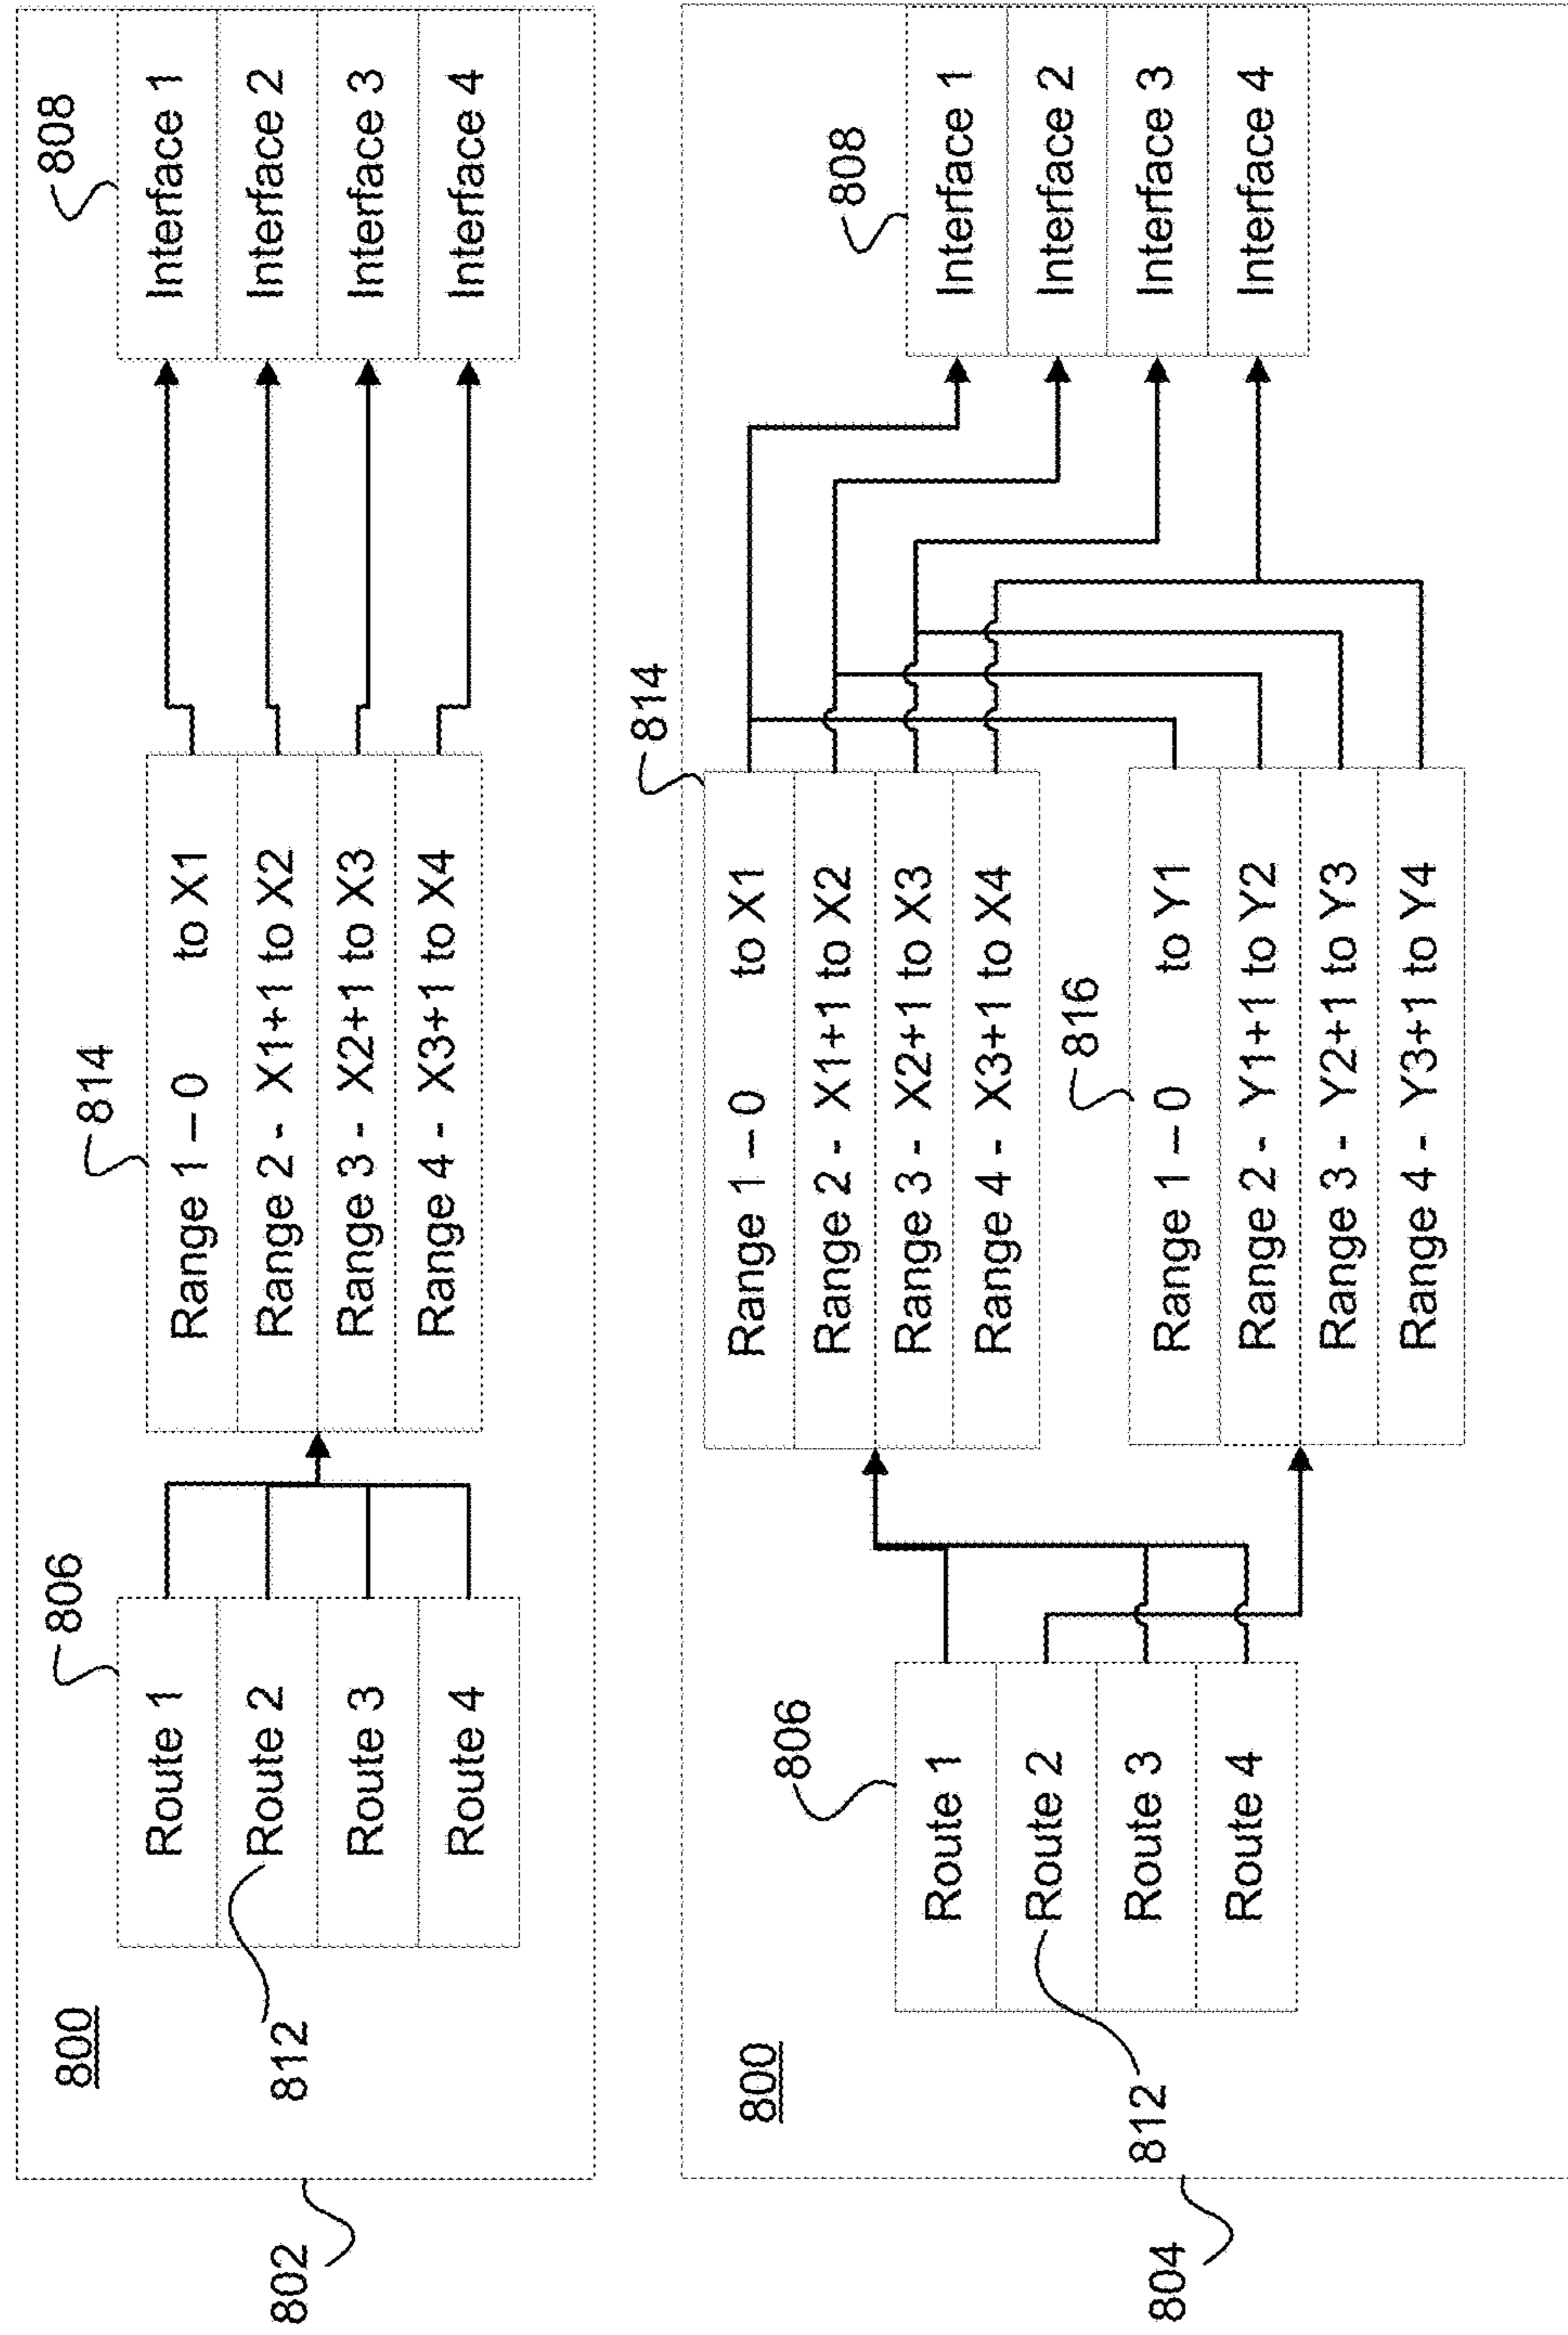 800
802
812
806
Route 1
Route 2
Route 3
Route 4
814
Range 1 – 0 to X1
Range 2 - X1+1 to X2
Range 3 - X2+1 to X3
Range 4 - X3+1 to X4
808
Interface 1
Interface 2
Interface 3
Interface 4
800
804
812
806
Route 1
Route 2
Route 3
Route 4
814
Range 1 – 0 to X1
Range 2 - X1+1 to X2
Range 3 - X2+1 to X3
Range 4 - X3+1 to X4
816
Range 1 – 0 to Y1
Range 2 - Y1+1 to Y2
Range 3 - Y2+1 to Y3
Range 4 - Y3+1 to Y4
808
Interface 1
Interface 2
Interface 3
Interface 4